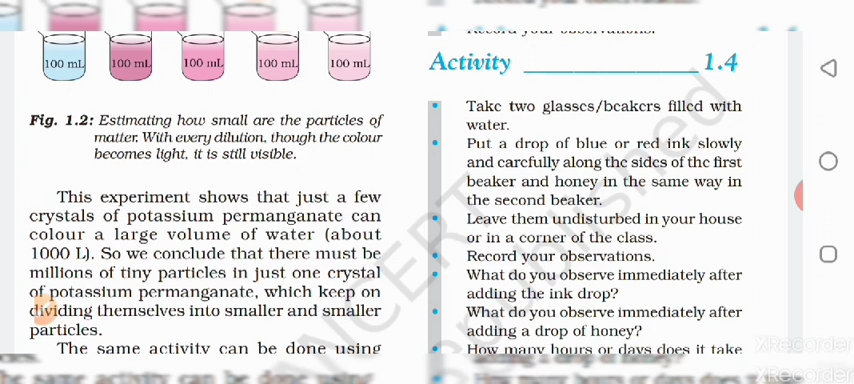 100 mL 100 mL 100 mL 100 mL 100 mL
Fig. 1.2: Estimating how small are the particles of
matter. With every dilution, though the colour
becomes light, it is still visible.
This experiment shows that just a few
crystals of potassium permanganate can
colour a large volume of water (about
1000 L). So we conclude that there must be
millions of tiny particles in just one crystal
of potassium permanganate, which keep on
dividing themselves into smaller and smaller
particles.
The same activity can be done using
Activity ______________ 1.4
• Take two glasses/beakers filled with
water.
• Put a drop of blue or red ink slowly
and carefully along the sides of the first
beaker and honey in the same way in
the second beaker.
• Leave them undisturbed in your house
or in a corner of the class.
• Record your observations.
• What do you observe immediately after
adding the ink drop?
• What do you observe immediately after
adding a drop of honey?
• How many hours or days does it take
NCERT
republished
XRecorder
XRecorder